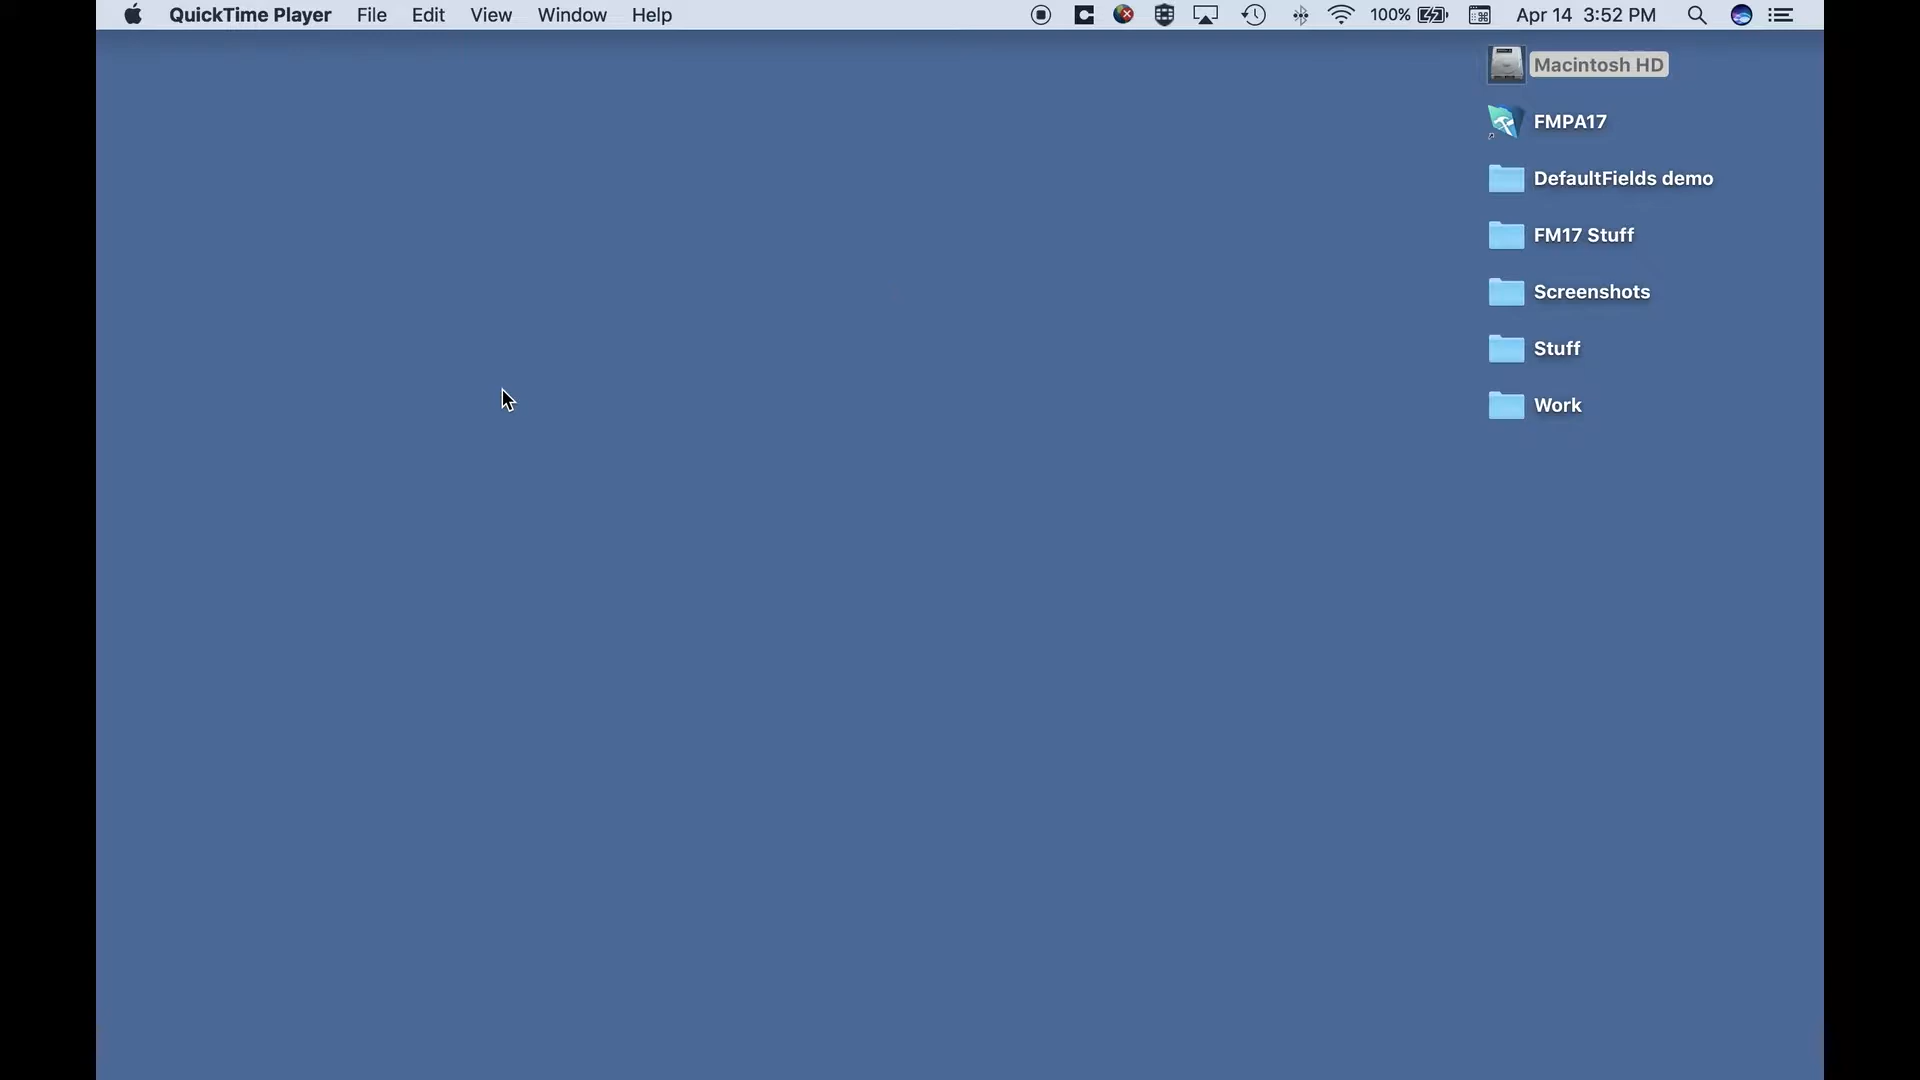 QuickTime Player File Edit View Window Help 100% Apr 14 3:52 PM
Macintosh HD
FMPA17
DefaultFields demo
FM17 Stuff
Screenshots
Stuff
Work